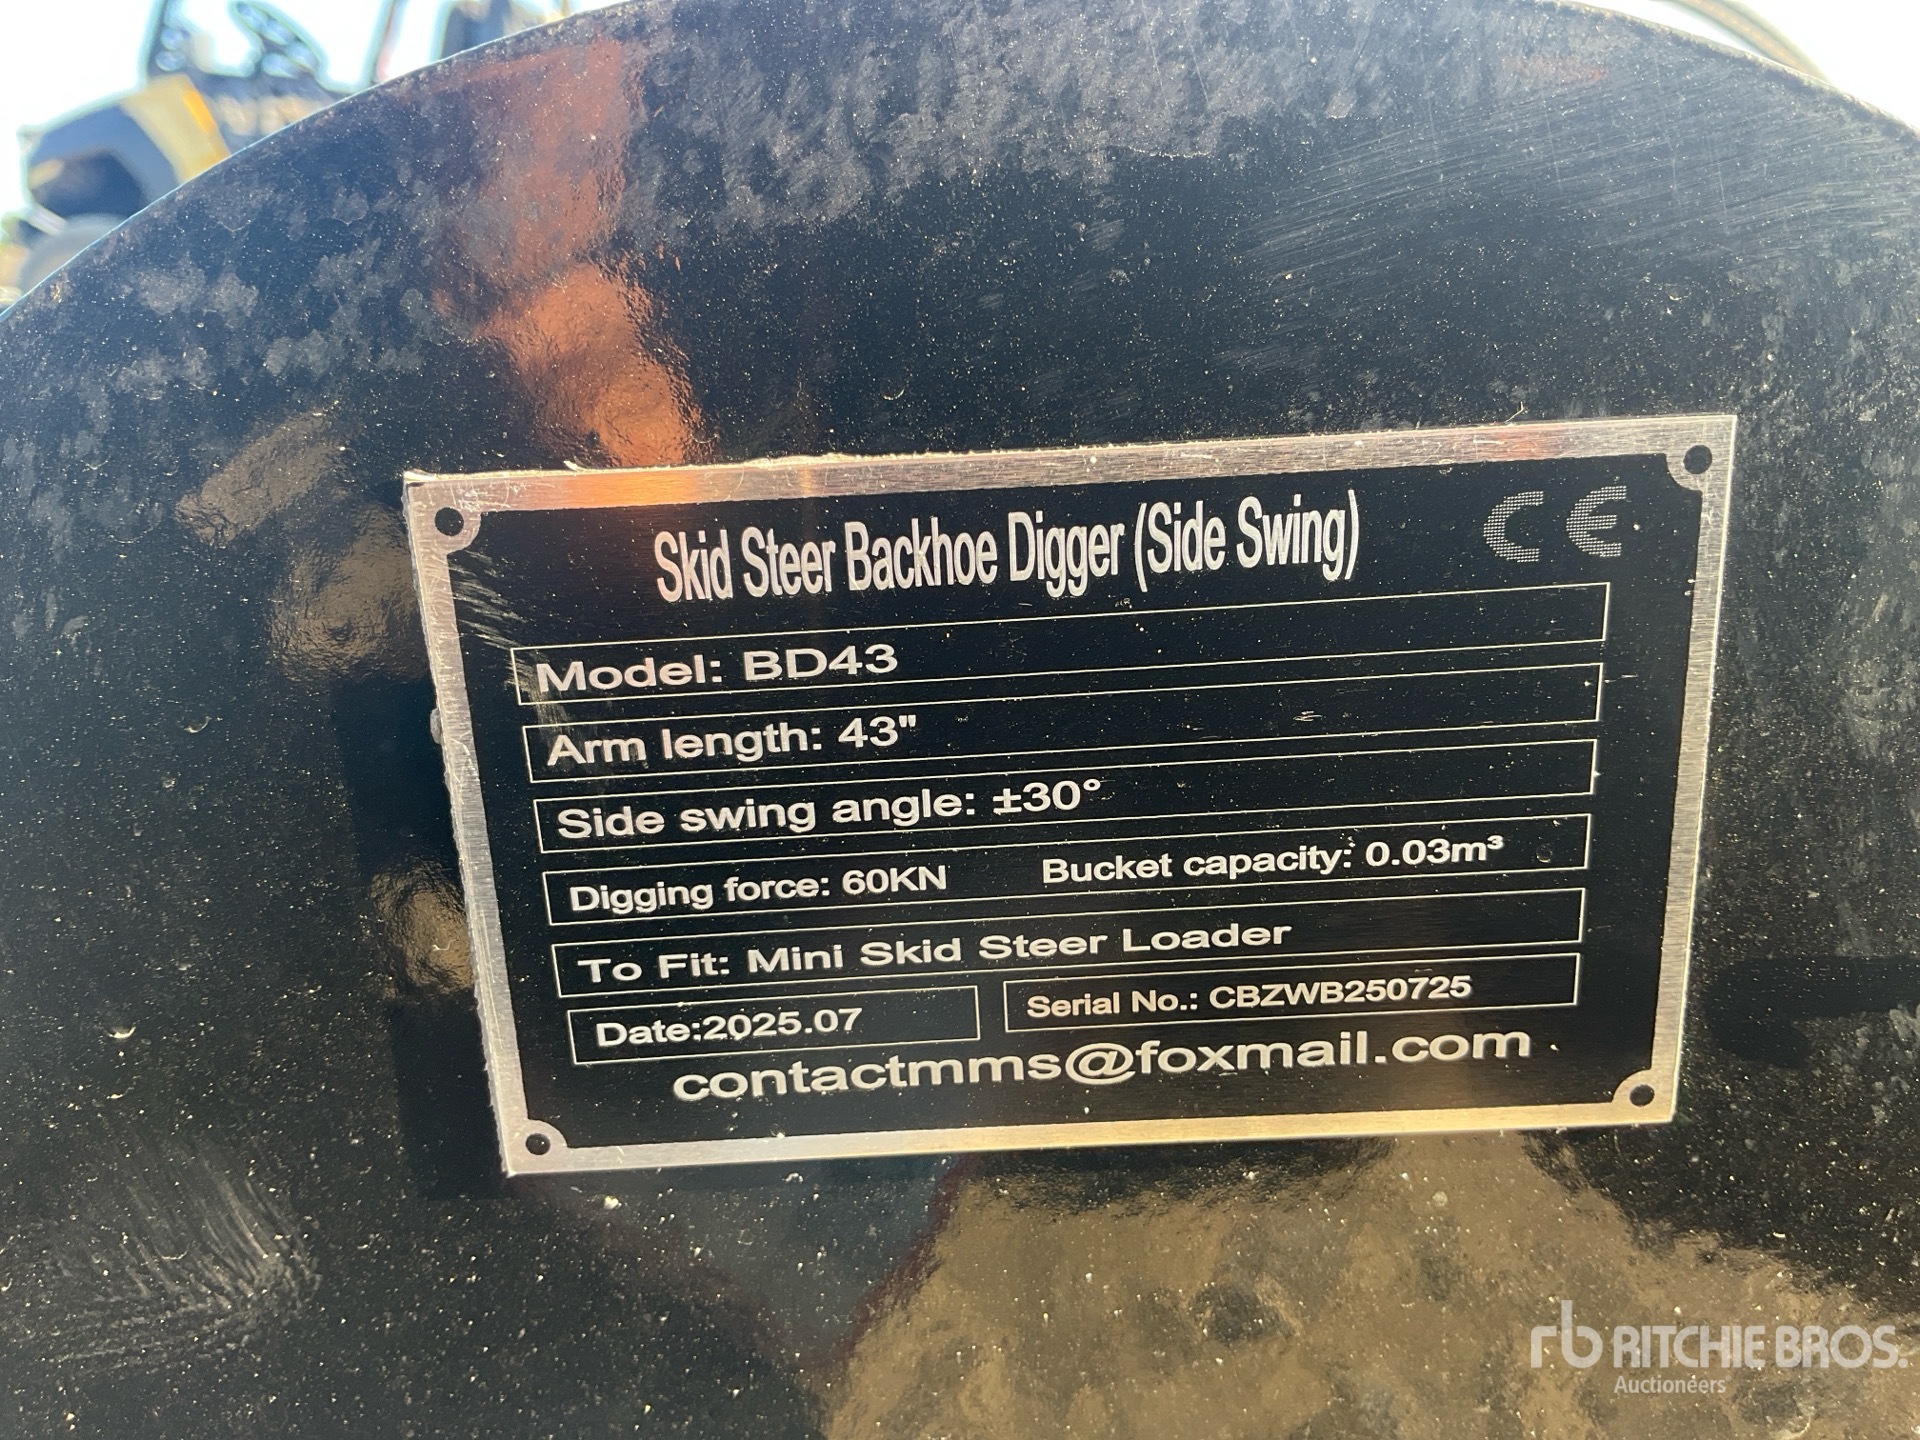 Skid Steer Backhoe Digger (Side Swing) CE
Model: BD43
Arm length: 43"
Side swing angle: ±30°
Digging force: 60KN Bucket capacity: 0.03m³
To Fit: Mini Skid Steer Loader
Date:2025.07 Serial No.: CBZWB250725
contactmms@foxmail.com
rb RITCHIE BROS.
Auctioneers